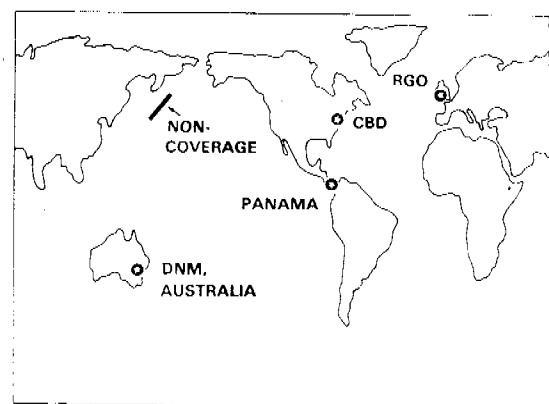 RGO
CBD
NON-
COVERAGE
PANAMA
DNM,
AUSTRALIA